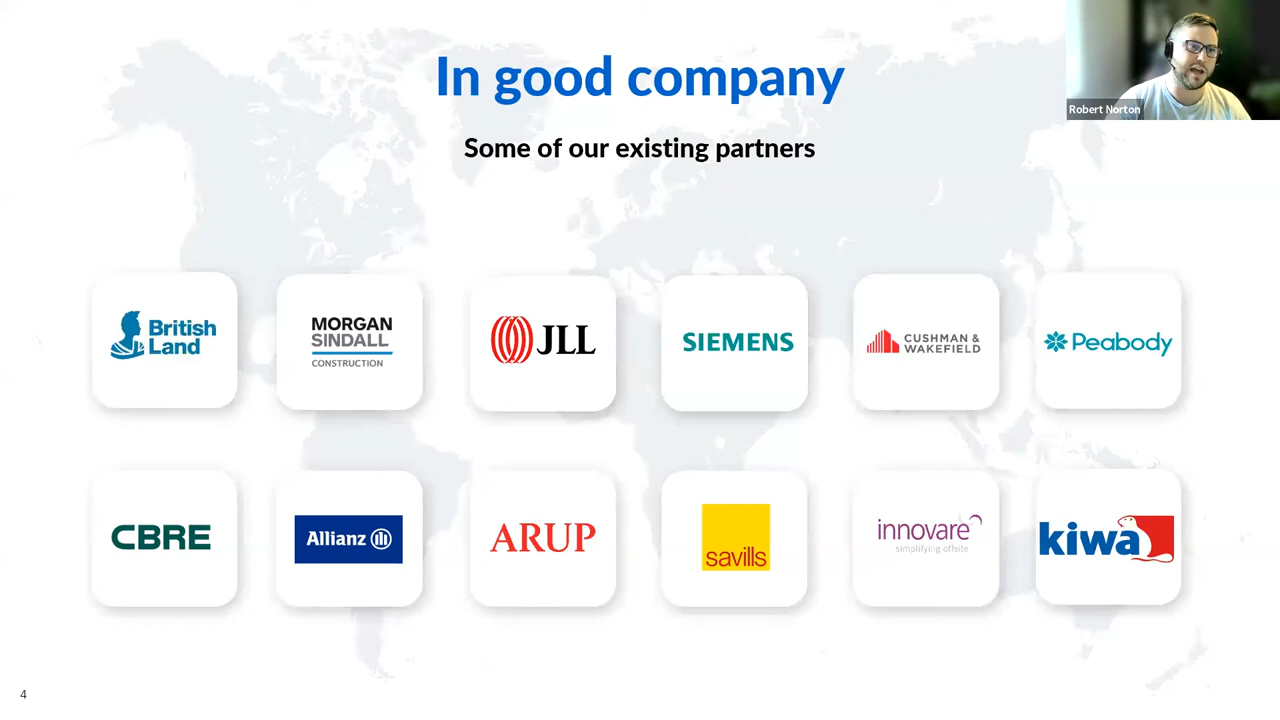 In good company
Robert Norton
Some of our existing partners
British
Land
MORGAN
SINDALL
CONSTRUCTION
JLL
SIEMENS
CUSHMAN &
WAKEFIELD
Peabody
CBRE
Allianz
ARUP
savills
innovare
simplifying offsite
kiwa
4